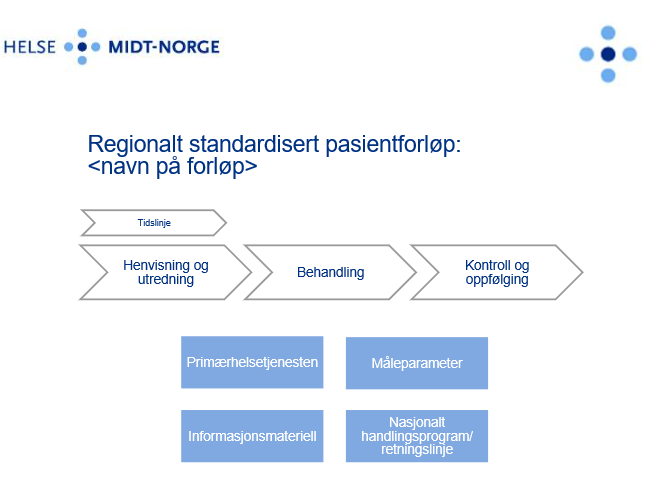 HELSE MIDT-NORGE
Regionalt standardisert pasientforløp:
<navn på forløp>
Tidslinje
Henvisning og
utredning
Behandling
Kontroll og
oppfølging
Primærhelsetjenesten
Måleparameter
Informasjonsmateriell
Nasjonalt
handlingsprogram/
retningslinje